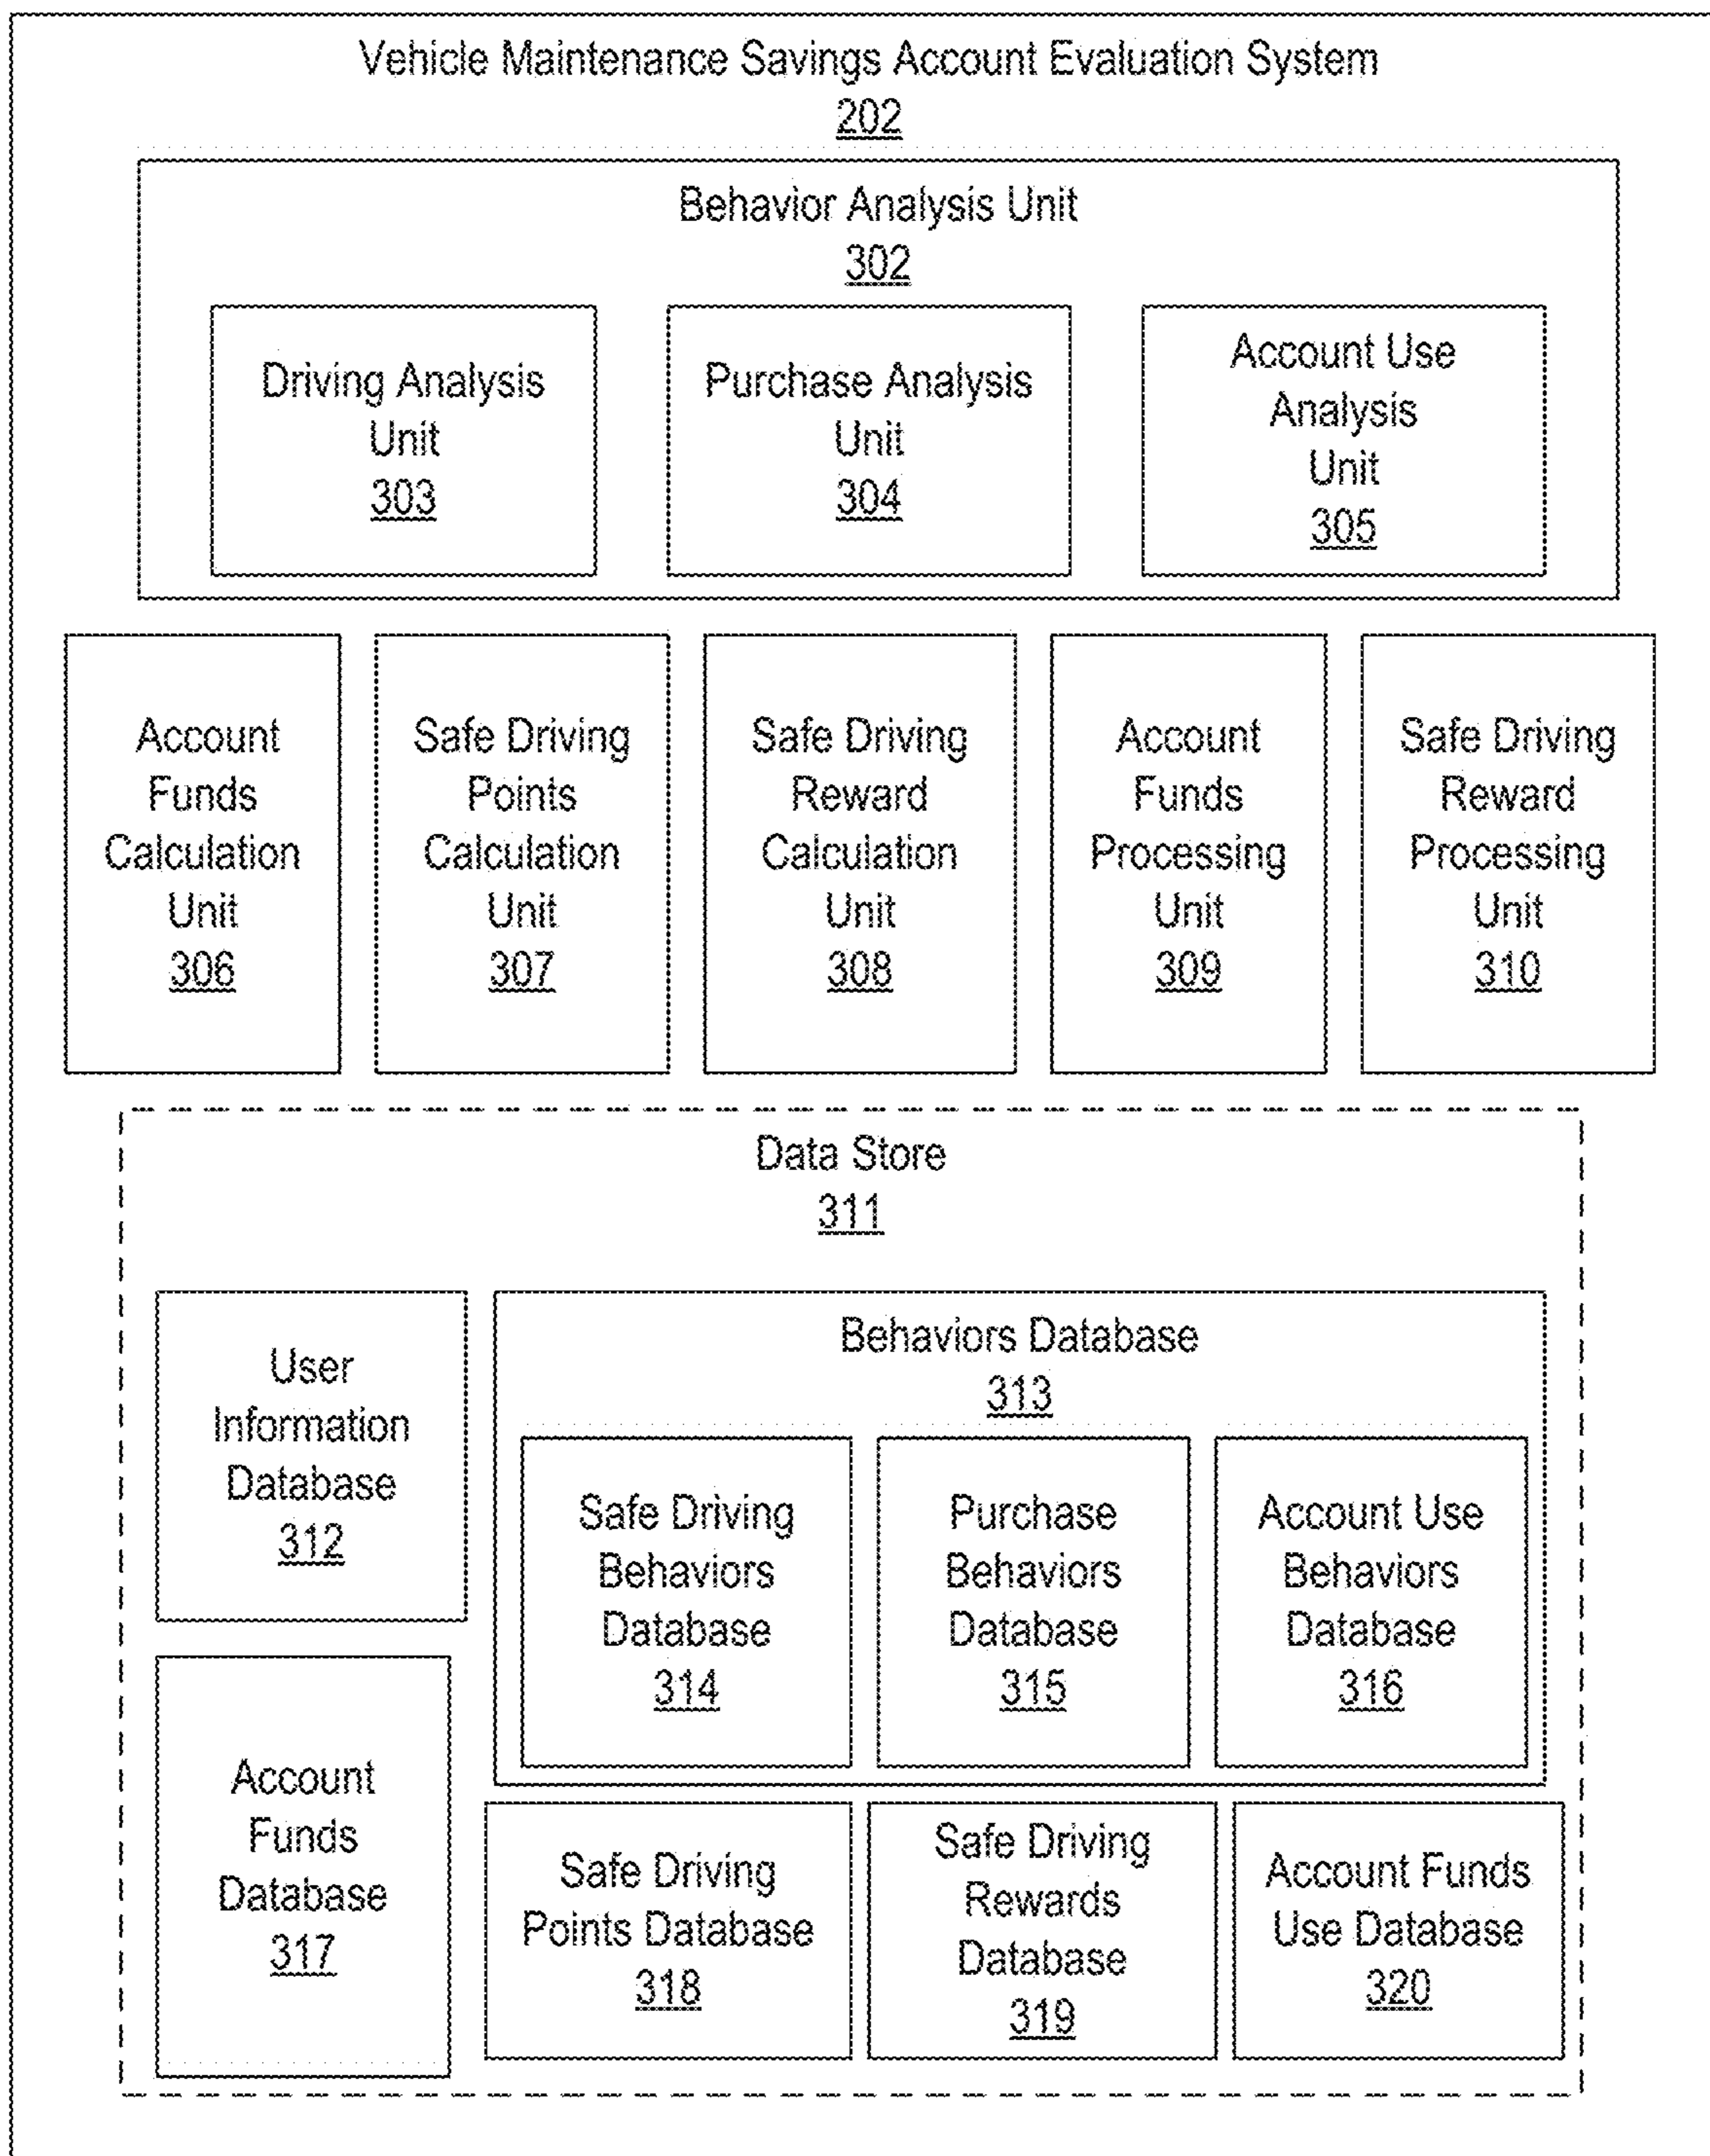 Vehicle Maintenance Savings Account Evaluation System
202
Behavior Analysis Unit
302
Driving Analysis
Unit
303
Purchase Analysis
Unit
304
Account Use
Analysis
Unit
305
Account
Funds
Calculation
Unit
306
Safe Driving
Points
Calculation
Unit
307
Safe Driving
Reward
Calculation
Unit
308
Account
Funds
Processing
Unit
309
Safe Driving
Reward
Processing
Unit
310
Data Store
311
User
Information
Database
312
Behaviors Database
313
Safe Driving
Behaviors
Database
314
Purchase
Behaviors
Database
315
Account Use
Behaviors
Database
316
Account
Funds
Database
317
Safe Driving
Points Database
318
Safe Driving
Rewards
Database
319
Account Funds
Use Database
320